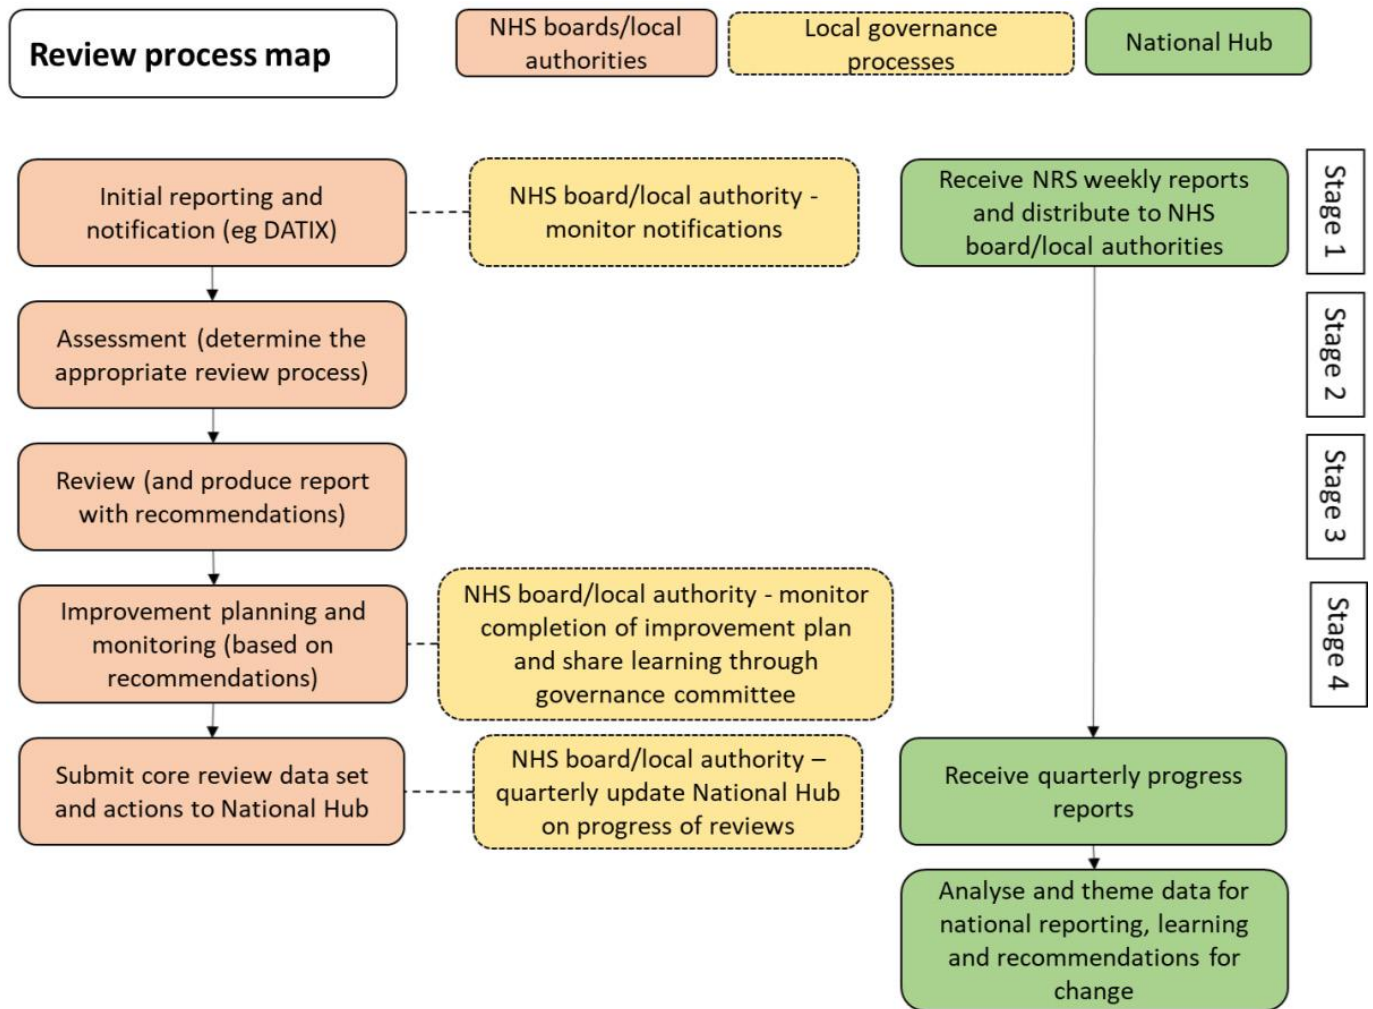 Review process map
NHS boards/local
authorities
Local governance
processes
National Hub
Initial reporting and
notification (eg DATIX)
NHS board/local authority -
monitor notifications
Receive NRS weekly reports
and distribute to NHS
board/local authorities
Stage 1
Assessment (determine the
appropriate review process)
Stage 2
Review (and produce report
with recommendations)
Stage 3
Improvement planning and
monitoring (based on
recommendations)
NHS board/local authority - monitor
completion of improvement plan
and share learning through
governance committee
Stage 4
Submit core review data set
and actions to National Hub
NHS board/local authority –
quarterly update National Hub
on progress of reviews
Receive quarterly progress
reports
Analyse and theme data for
national reporting, learning
and recommendations for
change